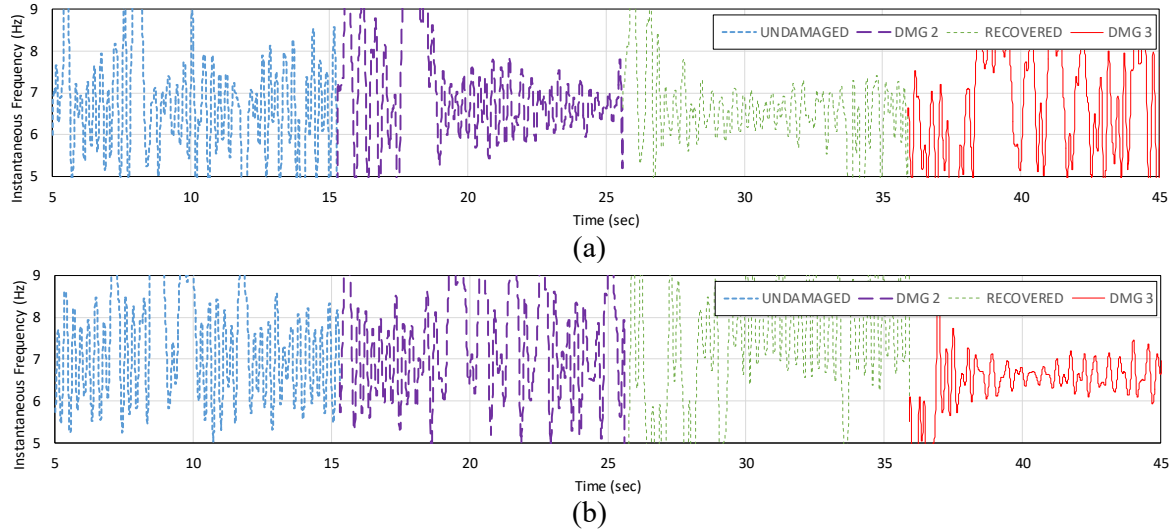 9
8
7
6
5
Instantaneous Frequency (Hz)
UNDAMAGED DMG 2 RECOVERED DMG 3
5 10 15 20 25 30 35 40 45
Time (sec)
(a)
9
8
7
6
5
Instantaneous Frequency (Hz)
UNDAMAGED DMG 2 RECOVERED DMG 3
5 10 15 20 25 30 35 40 45
Time (sec)
(b)